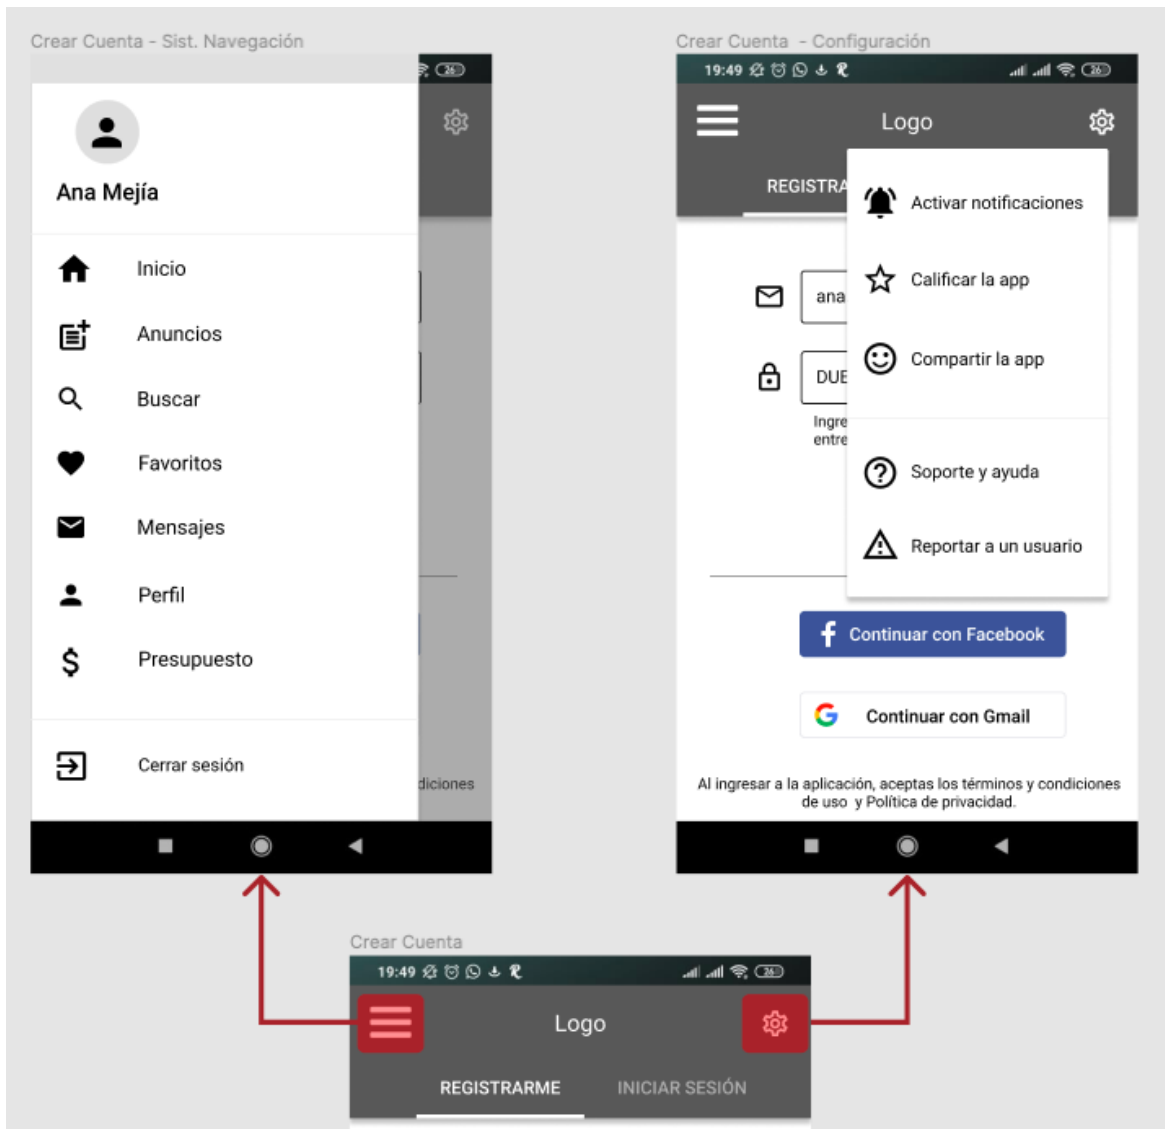 Crear Cuenta - Sist. Navegación
26
Ana Mejía
Inicio
Anuncios
Buscar
Favoritos
Mensajes
Perfil
Presupuesto
Cerrar sesión
diciones
Crear Cuenta - Configuración
19:49
26
Logo
REGISTRA
Activar notificaciones
Calificar la app
Compartir la app
Soporte y ayuda
Reportar a un usuario
ana
DUE
Ingre
entre
Continuar con Facebook
Continuar con Gmail
Al ingresar a la aplicación, aceptas los términos y condiciones
de uso y Política de privacidad.
Crear Cuenta
19:49
26
Logo
REGISTRARME INICIAR SESIÓN